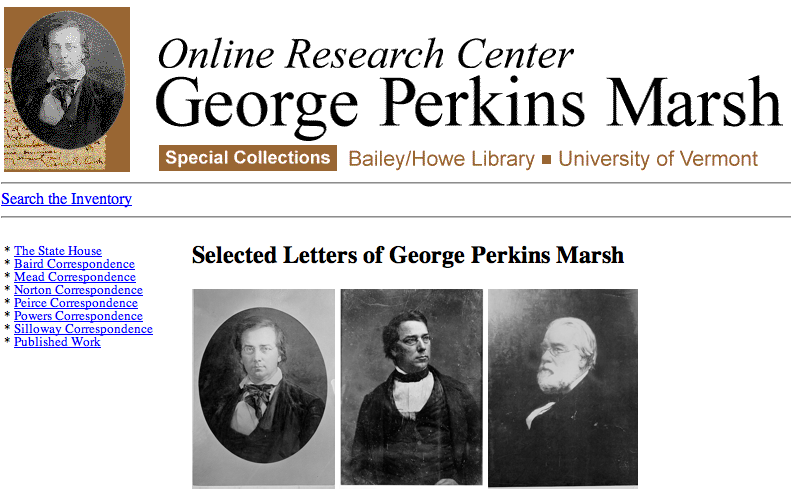 Online Research Center
George Perkins Marsh
Special Collections Bailey/Howe Library ■ University of Vermont
Search the Inventory
* The State House
* Baird Correspondence
* Mead Correspondence
* Norton Correspondence
* Peirce Correspondence
* Powers Correspondence
* Silloway Correspondence
* Published Work
Selected Letters of George Perkins Marsh